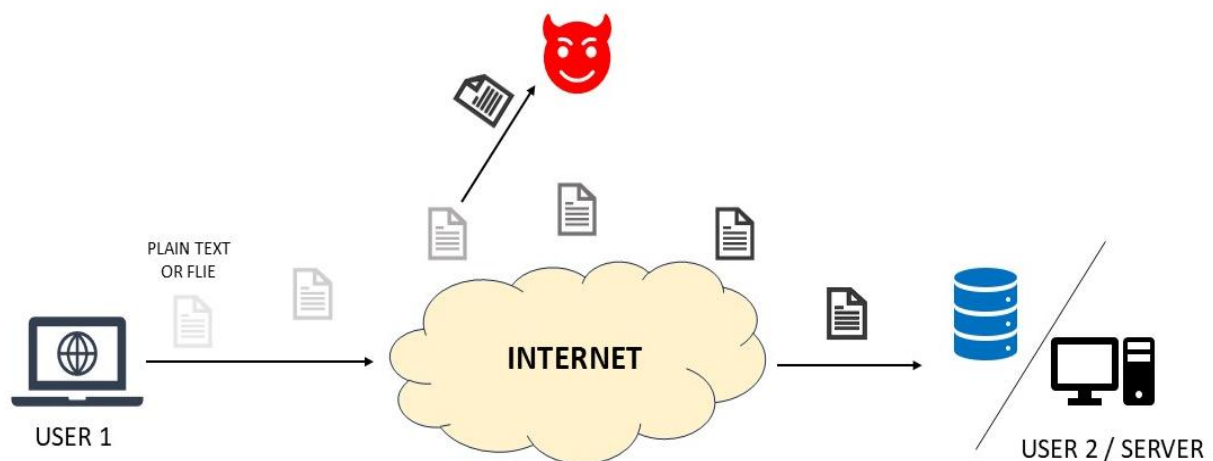 PLAIN TEXT
OR FLIE
INTERNET
USER 1
USER 2 / SERVER